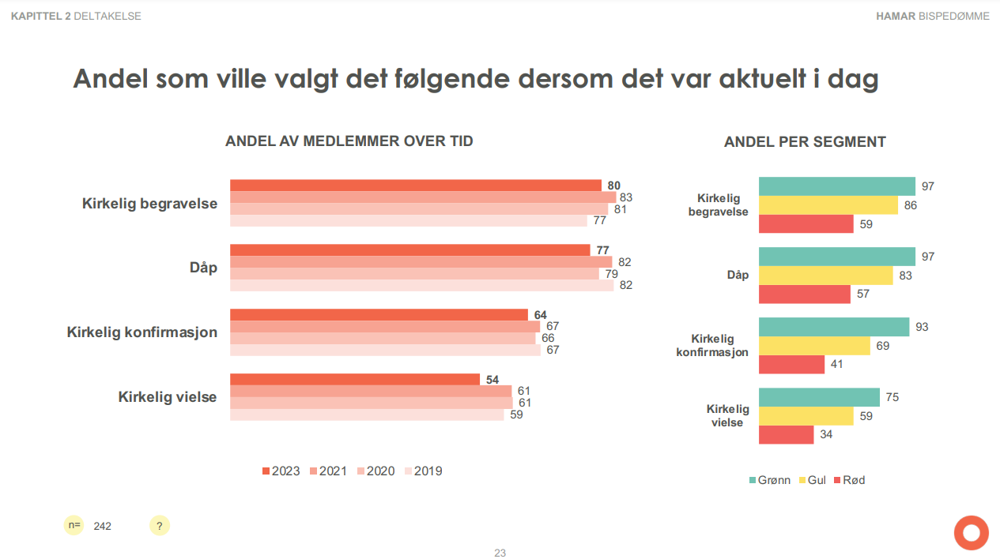 KAPITTEL 2 DELTAKELSE
HAMAR BISPEDØMME
Andel som ville valgt det følgende dersom det var aktuelt i dag
ANDEL AV MEDLEMMER OVER TID
Kirkelig begravelse
80
83
81
77
Dåp
77
82
79
82
Kirkelig konfirmasjon
64
67
66
67
Kirkelig vielse
54
61
61
59
2023 2021 2020 2019
ANDEL PER SEGMENT
Kirkelig
begravelse
97
86
59
Dåp
97
83
57
Kirkelig
konfirmasjon
93
69
41
Kirkelig
vielse
75
59
34
Grønn Gul Rød
n= 242 ?
23